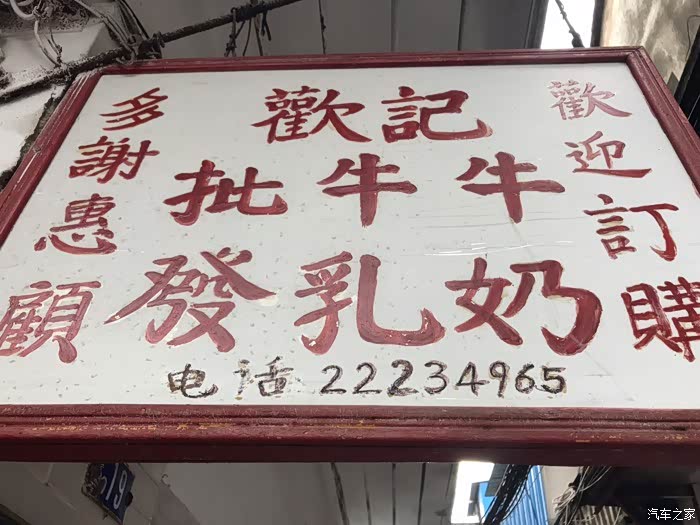 歡記
歡迎訂購
牛奶
牛乳
批發
多謝惠顧
电话 22234965
619
汽车之家